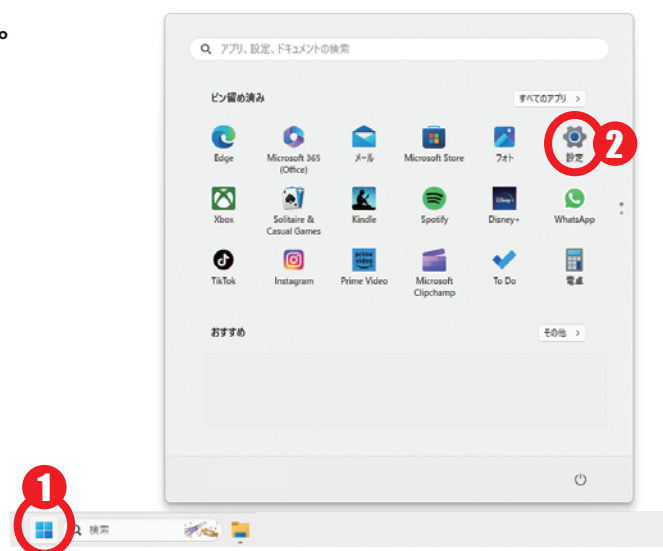 。
アプリ、設定、ドキュメントの検索
ピン留め済み
すべてのアプリ >
Edge
Microsoft 365
(Office)
メール
Microsoft Store
フォト
設定
2
Xbox
Solitaire &
Casual Games
Kindle
Spotify
Disney+
Disney+
WhatsApp
TikTok
Instagram
prime
video
Prime Video
Microsoft
Clipchamp
To Do
電卓
おすすめ
その他 >
1
検索